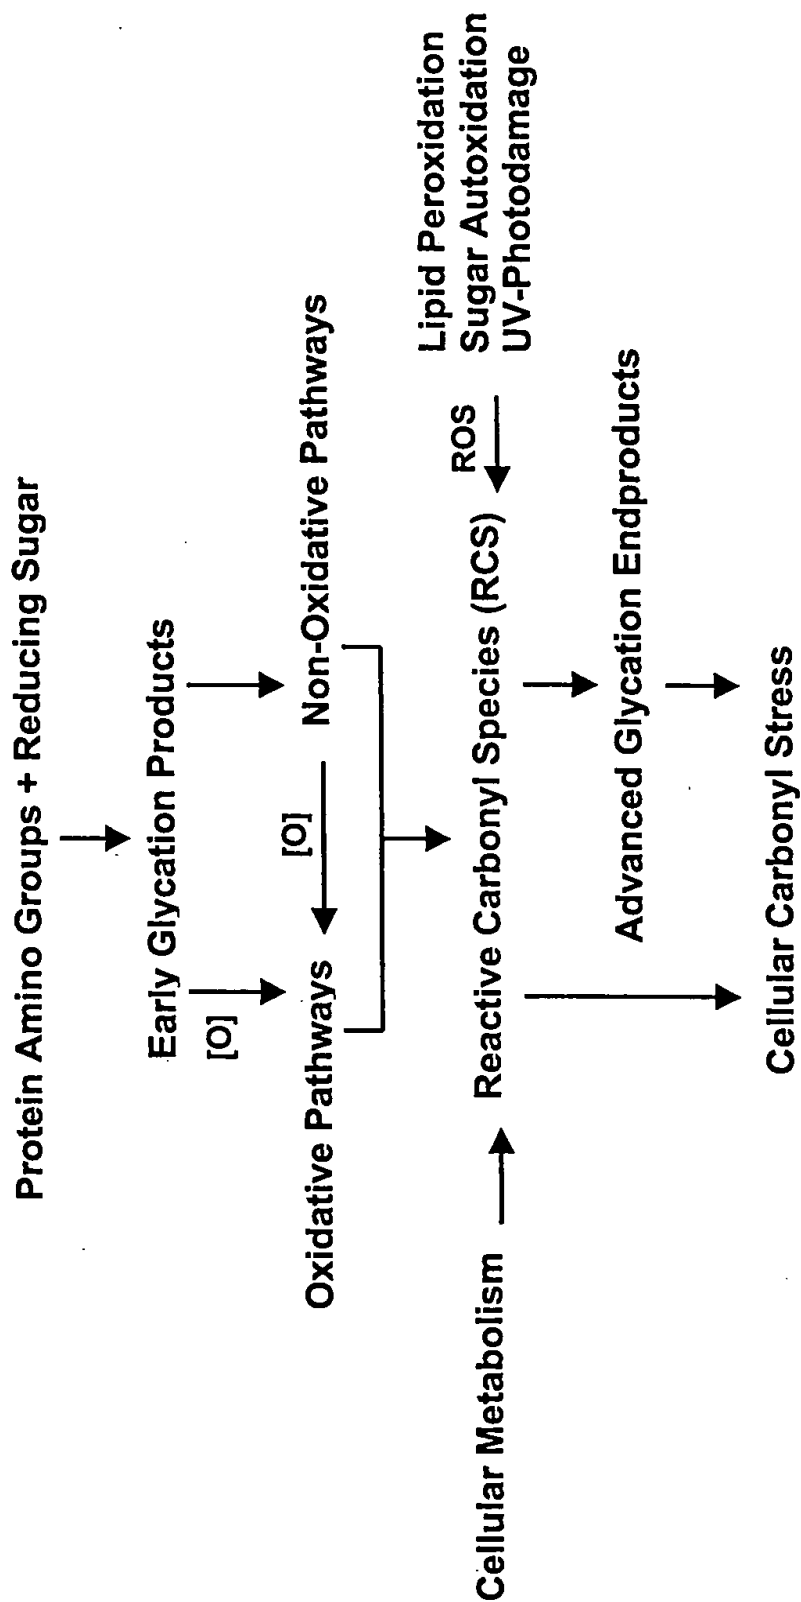 Protein Amino Groups + Reducing Sugar
Early Glycation Products
[O]
Oxidative Pathways
[O]
Non-Oxidative Pathways
Cellular Metabolism
Reactive Carbonyl Species (RCS)
ROS
Lipid Peroxidation
Sugar Autoxidation
UV-Photodamage
Advanced Glycation Endproducts
Cellular Carbonyl Stress